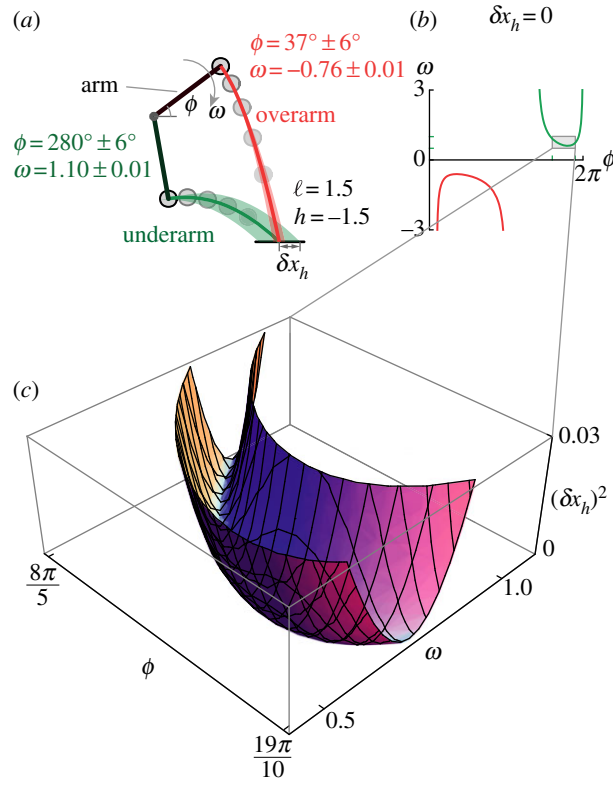 (a)
ϕ = 37° ± 6°
ω = −0.76 ± 0.01
arm
ϕ
ω
overarm
ϕ = 280° ± 6°
ω = 1.10 ± 0.01
ℓ = 1.5
h = −1.5
underarm
δx_h
(b)
δx_h = 0
ω
3
0
2π ϕ
−3
(c)
0.03
(δx_h)²
0
8π/5
1.0
ϕ
ω
0.5
19π/10